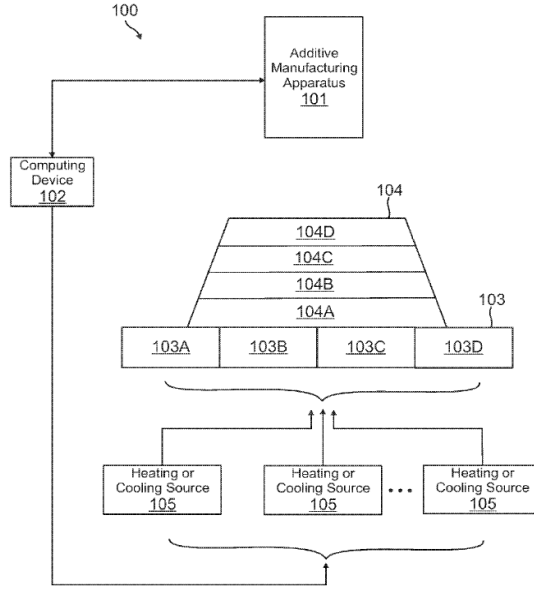 100
Additive
Manufacturing
Apparatus
101
Computing
Device
102
104
104D
104C
104B
104A
103
103A 103B 103C 103D
Heating or
Cooling Source
105
Heating or
Cooling Source
105
Heating or
Cooling Source
105